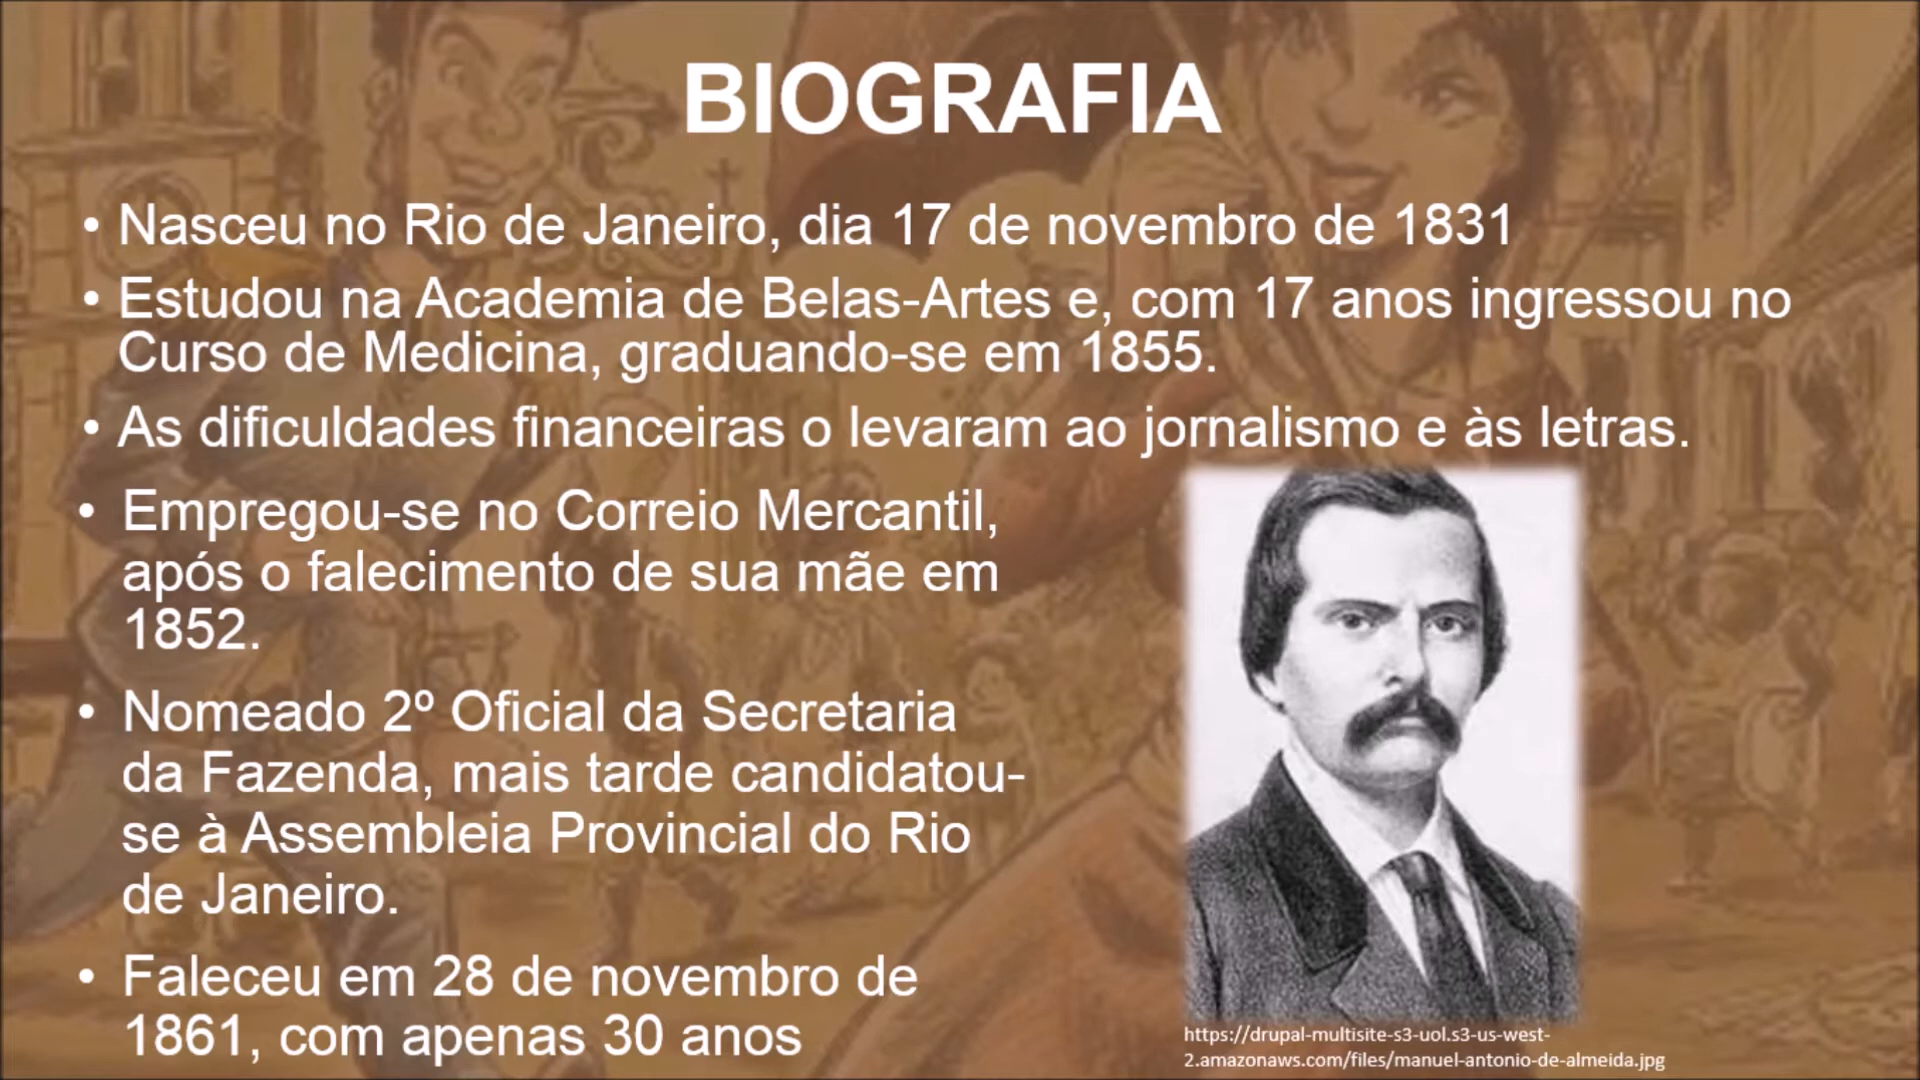 BIOGRAFIA
• Nasceu no Rio de Janeiro, dia 17 de novembro de 1831
• Estudou na Academia de Belas-Artes e, com 17 anos ingressou no
Curso de Medicina, graduando-se em 1855.
• As dificuldades financeiras o levaram ao jornalismo e às letras.
• Empregou-se no Correio Mercantil,
após o falecimento de sua mãe em
1852.
• Nomeado 2º Oficial da Secretaria
da Fazenda, mais tarde candidatou-
se à Assembleia Provincial do Rio
de Janeiro.
• Faleceu em 28 de novembro de
1861, com apenas 30 anos
https://drupal-multisite-s3-uol.s3-us-west-
2.amazonaws.com/files/manuel-antonio-de-almeida.jpg